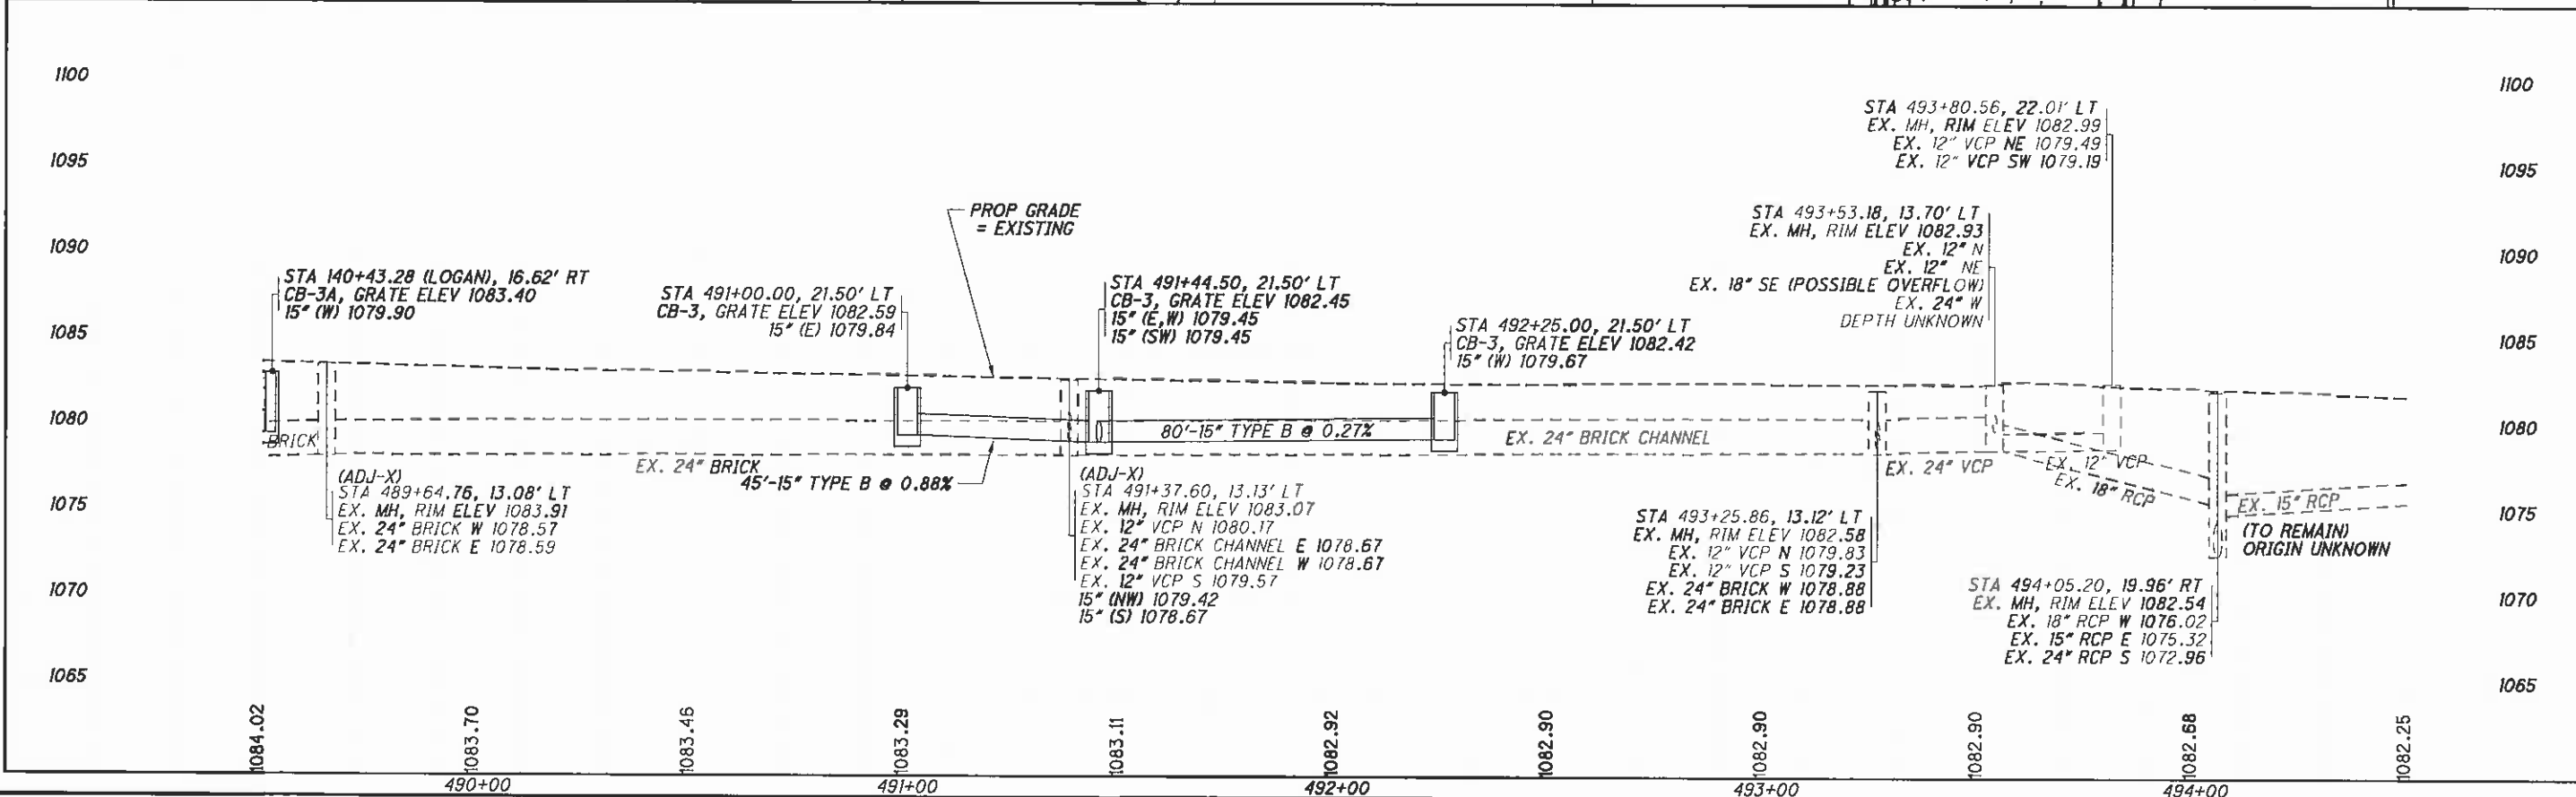 1100
1095
1090
1085
1080
1075
1070
1065
STA 140+43.28 (LOGAN), 16.62' RT
CB-3A, GRATE ELEV 1083.40
15" (W) 1079.90
STA 491+00.00, 21.50' LT
CB-3, GRATE ELEV 1082.59
15" (E) 1079.84
PROP GRADE
= EXISTING
STA 491+44.50, 21.50' LT
CB-3, GRATE ELEV 1082.45
15" (E,W) 1079.45
15" (SW) 1079.45
STA 492+25.00, 21.50' LT
CB-3, GRATE ELEV 1082.42
15" (W) 1079.67
STA 493+80.56, 22.01' LT
EX. MH, RIM ELEV 1082.99
EX. 12" VCP NE 1079.49
EX. 12" VCP SW 1079.19
STA 493+53.18, 13.70' LT
EX. MH, RIM ELEV 1082.93
EX. 12" N
EX. 12" NE
EX. 18" SE (POSSIBLE OVERFLOW)
EX. 24" W
DEPTH UNKNOWN
BRICK
EX. 24" BRICK
45'-15" TYPE B @ 0.88%
80'-15" TYPE B @ 0.27%
EX. 24" BRICK CHANNEL
EX. 24" VCP
EX. 12" VCP
EX. 18" RCP
EX. 15" RCP
(TO REMAIN)
ORIGIN UNKNOWN
(ADJ-X)
STA 489+64.76, 13.08' LT
EX. MH, RIM ELEV 1083.91
EX. 24" BRICK W 1078.57
EX. 24" BRICK E 1078.59
(ADJ-X)
STA 491+37.60, 13.13' LT
EX. MH, RIM ELEV 1083.07
EX. 12" VCP N 1080.17
EX. 24" BRICK CHANNEL E 1078.67
EX. 24" BRICK CHANNEL W 1078.67
EX. 12" VCP S 1079.57
15" (NW) 1079.42
15" (S) 1078.67
STA 493+25.86, 13.12' LT
EX. MH, RIM ELEV 1082.58
EX. 12" VCP N 1079.83
EX. 12" VCP S 1079.23
EX. 24" BRICK W 1078.88
EX. 24" BRICK E 1078.88
STA 494+05.20, 19.96' RT
EX. MH, RIM ELEV 1082.54
EX. 18" RCP W 1076.02
EX. 15" RCP E 1075.32
EX. 24" RCP S 1072.96
1100
1095
1090
1085
1080
1075
1070
1065
1084.02
1083.70
1083.46
1083.29
1083.11
1082.92
1082.90
1082.90
1082.90
1082.68
1082.25
490+00
491+00
492+00
493+00
494+00